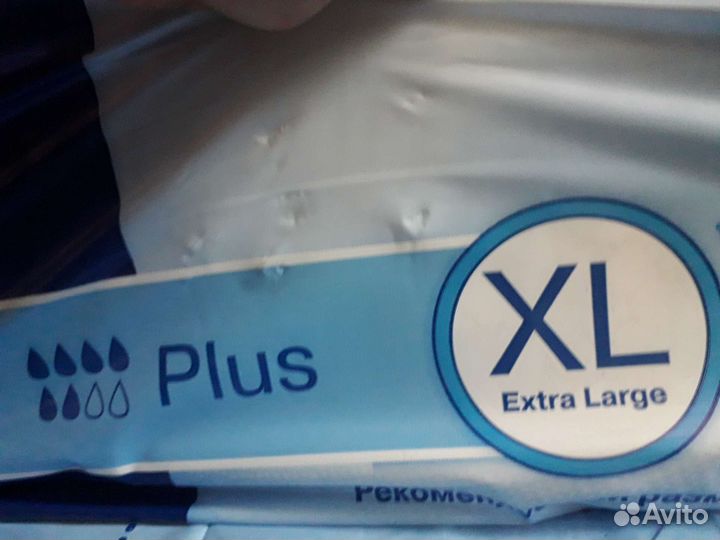 Plus
XL
Extra Large
Avito